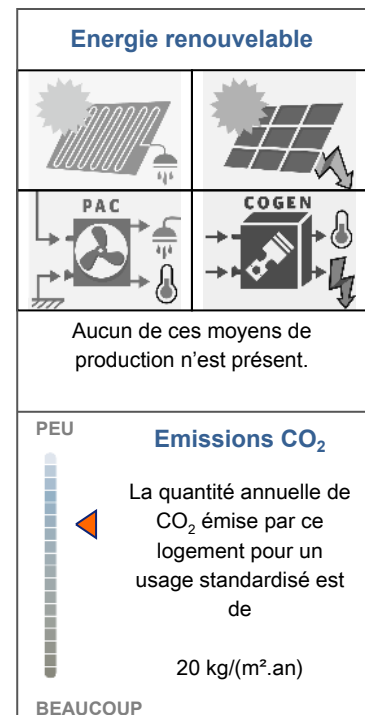 Energie renouvelable
PAC
COGEN
Aucun de ces moyens de
production n'est présent.
PEU
Emissions CO₂
La quantité annuelle de
CO₂ émise par ce
logement pour un
usage standardisé est
de
20 kg/(m².an)
BEAUCOUP